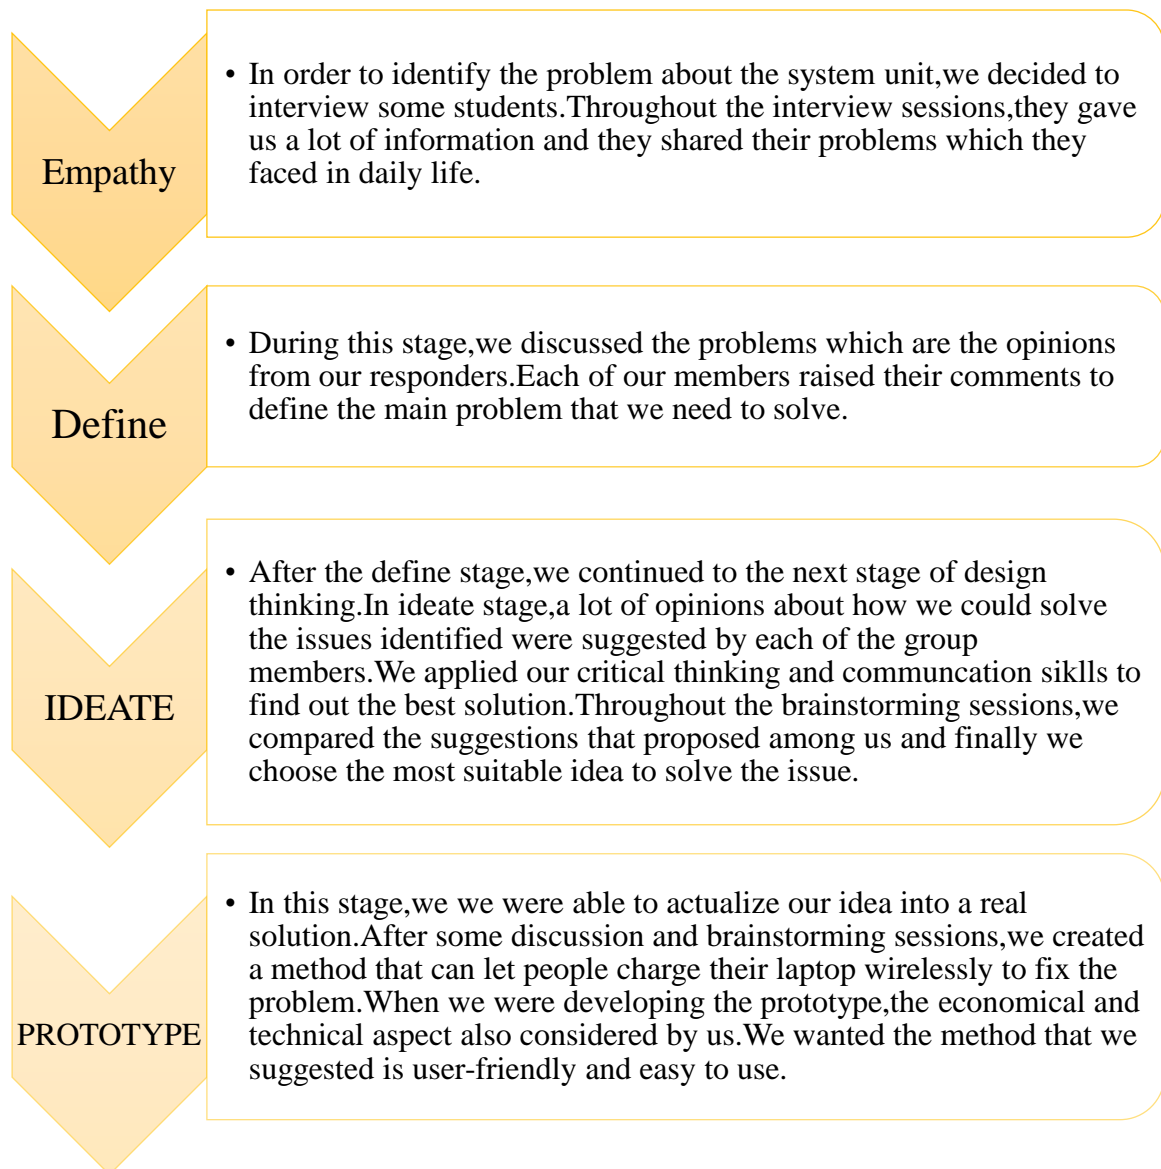 Empathy
• In order to identify the problem about the system unit,we decided to
interview some students.Throughout the interview sessions,they gave
us a lot of information and they shared their problems which they
faced in daily life.
Define
• During this stage,we discussed the problems which are the opinions
from our responders.Each of our members raised their comments to
define the main problem that we need to solve.
IDEATE
• After the define stage,we continued to the next stage of design
thinking.In ideate stage,a lot of opinions about how we could solve
the issues identified were suggested by each of the group
members.We applied our critical thinking and communcation siklls to
find out the best solution.Throughout the brainstorming sessions,we
compared the suggestions that proposed among us and finally we
choose the most suitable idea to solve the issue.
PROTOTYPE
• In this stage,we we were able to actualize our idea into a real
solution.After some discussion and brainstorming sessions,we created
a method that can let people charge their laptop wirelessly to fix the
problem.When we were developing the prototype,the economical and
technical aspect also considered by us.We wanted the method that we
suggested is user-friendly and easy to use.